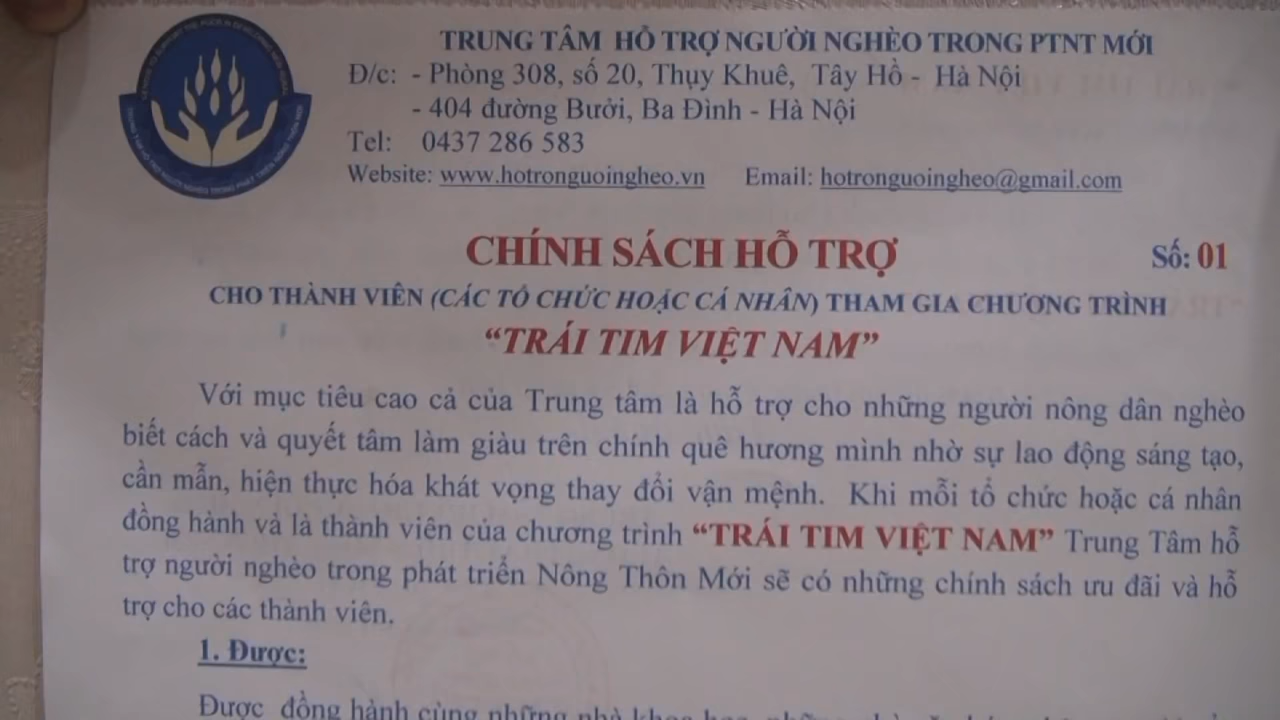 TRUNG TÂM HỖ TRỢ NGƯỜI NGHÈO TRONG PTNT MỚI
Đ/c: - Phòng 308, số 20, Thụy Khuê, Tây Hồ - Hà Nội
- 404 đường Bưởi, Ba Đình - Hà Nội
Tel: 0437 286 583
Website: www.hotronguoingheo.vn Email: hotronguoingheo@gmail.com
CHÍNH SÁCH HỖ TRỢ Số: 01
CHO THÀNH VIÊN (CÁC TỔ CHỨC HOẶC CÁ NHÂN) THAM GIA CHƯƠNG TRÌNH
“TRÁI TIM VIỆT NAM”
Với mục tiêu cao cả của Trung tâm là hỗ trợ cho những người nông dân nghèo
biết cách và quyết tâm làm giàu trên chính quê hương mình nhờ sự lao động sáng tạo,
cần mẫn, hiện thực hóa khát vọng thay đổi vận mệnh. Khi mỗi tổ chức hoặc cá nhân
đồng hành và là thành viên của chương trình “TRÁI TIM VIỆT NAM” Trung Tâm hỗ
trợ người nghèo trong phát triển Nông Thôn Mới sẽ có những chính sách ưu đãi và hỗ
trợ cho các thành viên.
1. Được:
Được đồng hành cùng những nhà khoa học